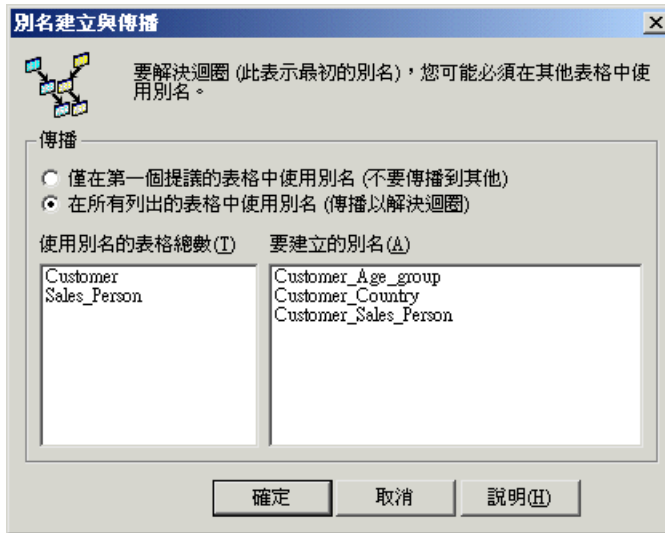 別名建立與傳播
要解決迴圈 (此表示最初的別名)，您可能必須在其他表格中使
用別名。
傳播
僅在第一個提議的表格中使用別名 (不要傳播到其他)
在所有列出的表格中使用別名 (傳播以解決迴圈)
使用別名的表格總數(T) 要建立的別名(A)
Customer
Sales_Person
Customer_Age_group
Customer_Country
Customer_Sales_Person
確定 取消 說明(H)